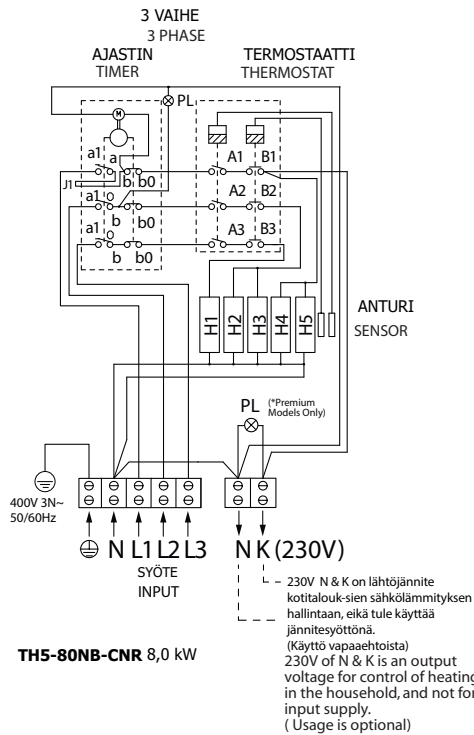 3 VAIHE
3 PHASE
AJASTIN
TIMER
TERMOSTAATTI
THERMOSTAT
PL
M
a1 a
A1 B1
J1
b b0
a1
A2 B2
b b0
a1
A3 B3
b b0
H1 H2 H3 H4 H5
ANTURI
SENSOR
PL (*Premium
Models Only)
400V 3N~
50/60Hz
N L1 L2 L3
N K (230V)
SYÖTE
INPUT
230V N & K on lähtöjännite
kotitalouk-sien sähkölämmityksen
hallintaan, eikä tule käyttää
jännitesyöttönä.
(Käyttö vapaaehtoista)
TH5-80NB-CNR 8,0 kW
230V of N & K is an output
voltage for control of heating
in the household, and not for
input supply.
( Usage is optional)